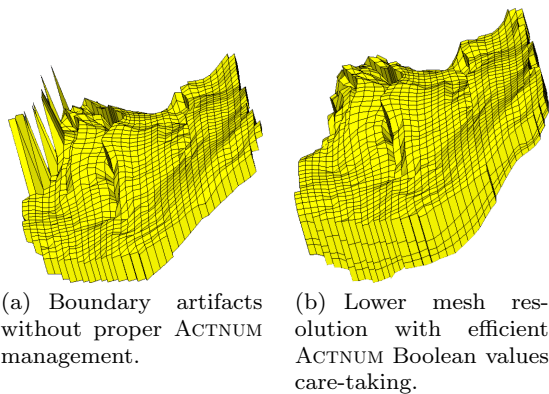 (a) Boundary artifacts
without proper ACTNUM
management.
(b) Lower mesh res-
olution with efficient
ACTNUM Boolean values
care-taking.